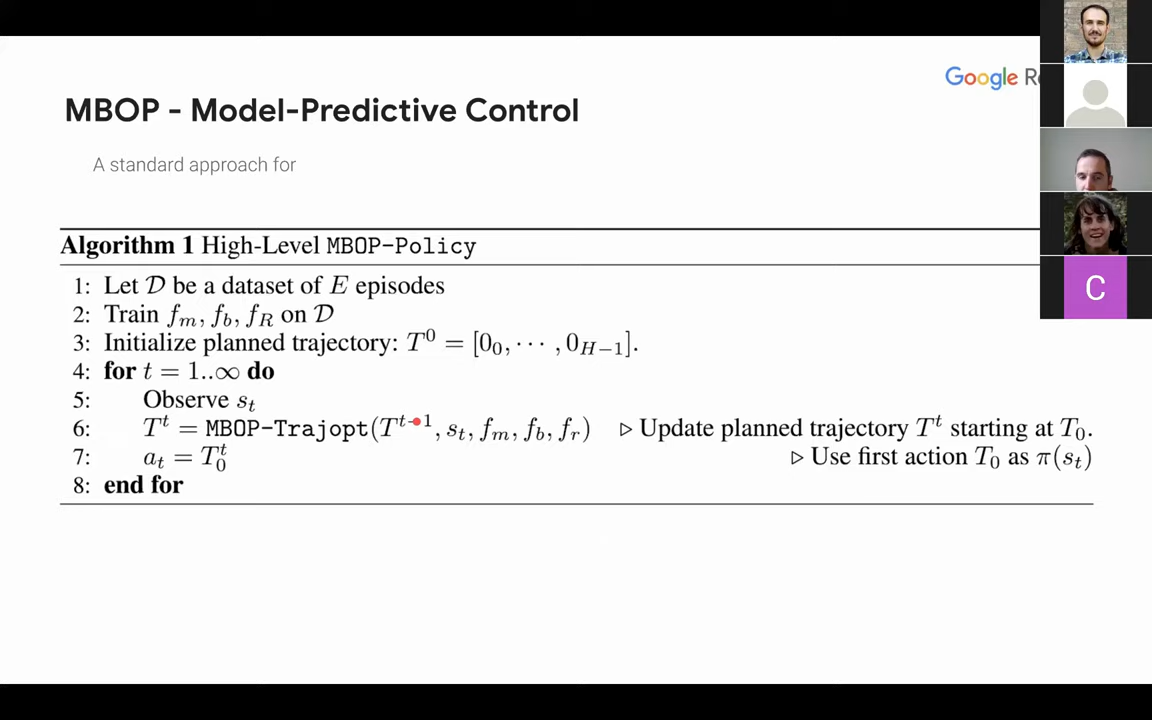 Google R
MBOP - Model-Predictive Control
A standard approach for
Algorithm 1 High-Level MBOP-Policy
1: Let 𝒟 be a dataset of E episodes
2: Train f_m, f_b, f_R on 𝒟
3: Initialize planned trajectory: T^0 = [0_0, ⋯ , 0_{H−1}].
4: for t = 1..∞ do
5: Observe s_t
6: T^t = MBOP-Trajopt(T^{t−1}, s_t, f_m, f_b, f_r) ▷ Update planned trajectory T^t starting at T_0.
7: a_t = T_0^t ▷ Use first action T_0 as π(s_t)
8: end for
C